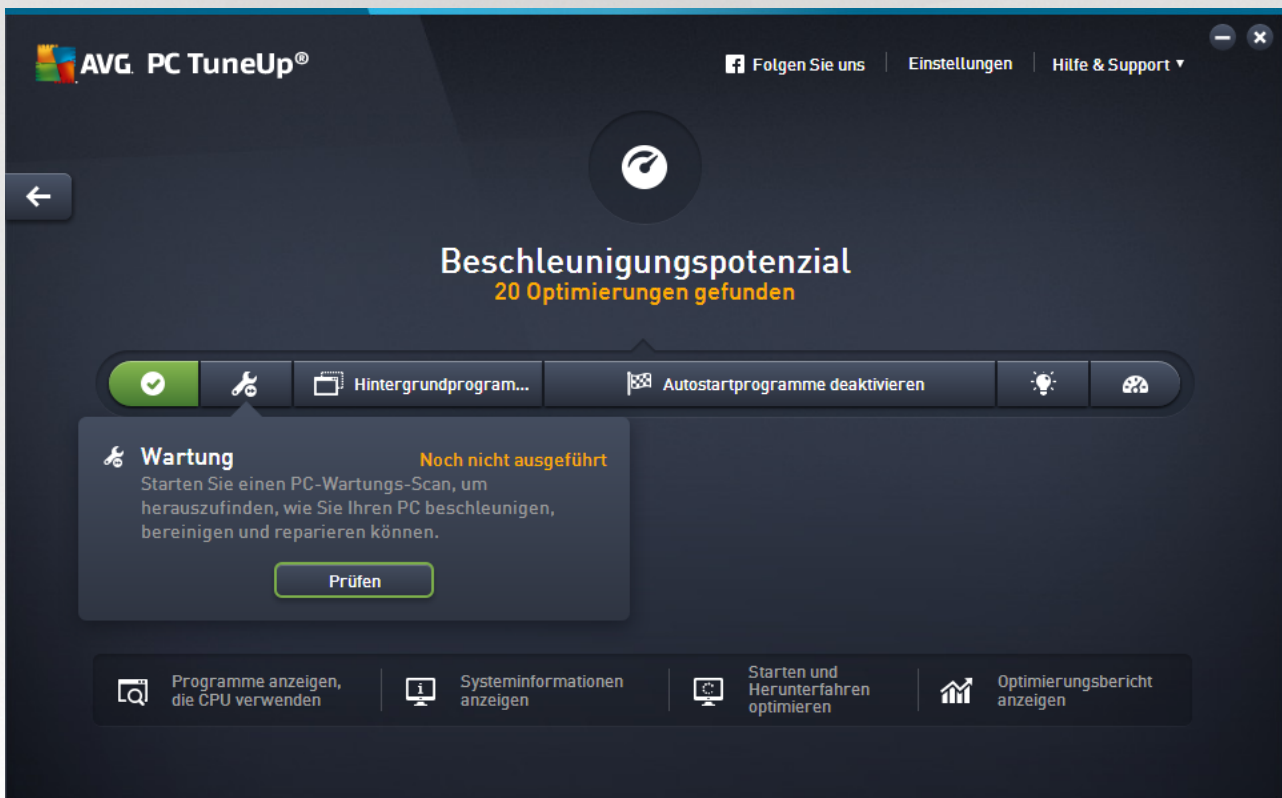 AVG. PC TuneUp®
Folgen Sie uns
Einstellungen
Hilfe & Support
Beschleunigungspotenzial
20 Optimierungen gefunden
Hintergrundprogram...
Autostartprogramme deaktivieren
Wartung
Noch nicht ausgeführt
Starten Sie einen PC-Wartungs-Scan, um
herauszufinden, wie Sie Ihren PC beschleunigen,
bereinigen und reparieren können.
Prüfen
Programme anzeigen,
die CPU verwenden
Systeminformationen
anzeigen
Starten und
Herunterfahren
optimieren
Optimierungsbericht
anzeigen